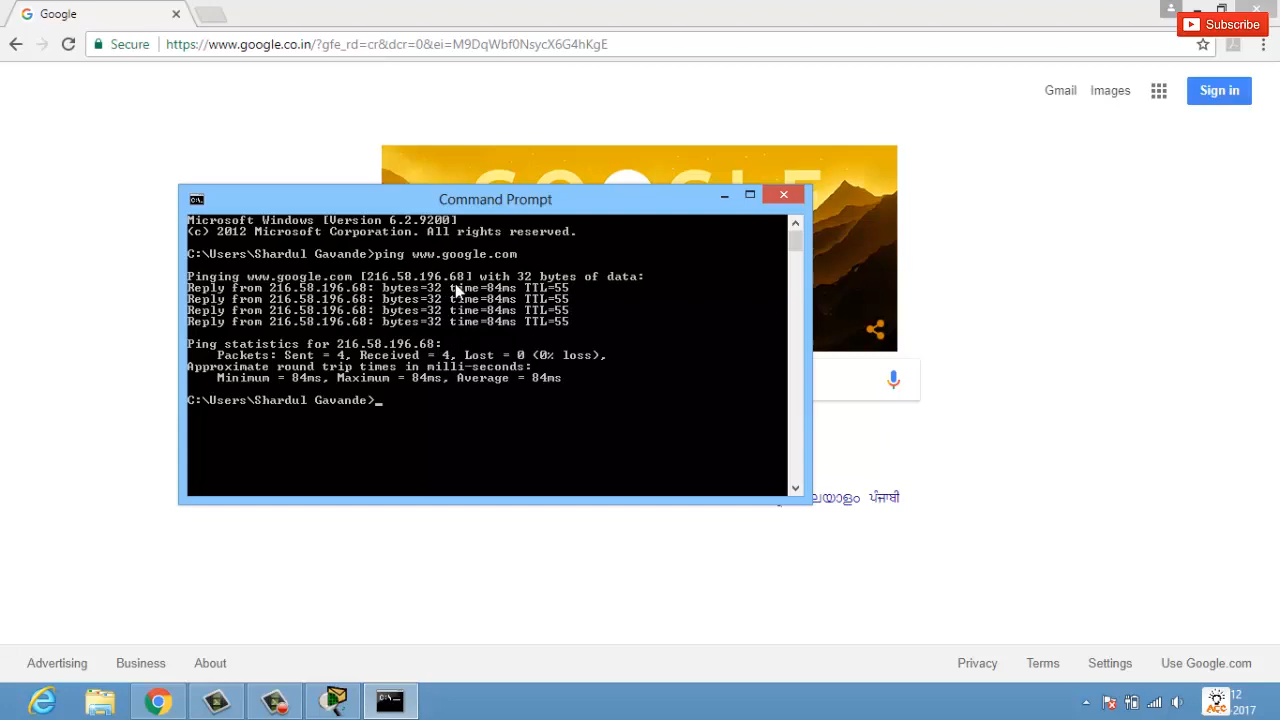 Google
Subscribe
Secure https://www.google.co.in/?gfe_rd=cr&dcr=0&ei=M9DqWbf0NsycX6G4hKgE
Gmail Images Sign in
GOOGLE
Command Prompt
Microsoft Windows [Version 6.2.9200]
(c) 2012 Microsoft Corporation. All rights reserved.
C:\Users\Shardul Gavande>ping www.google.com
Pinging www.google.com [216.58.196.68] with 32 bytes of data:
Reply from 216.58.196.68: bytes=32 time=84ms TTL=55
Reply from 216.58.196.68: bytes=32 time=84ms TTL=55
Reply from 216.58.196.68: bytes=32 time=84ms TTL=55
Reply from 216.58.196.68: bytes=32 time=84ms TTL=55
Ping statistics for 216.58.196.68:
Packets: Sent = 4, Received = 4, Lost = 0 (0% loss),
Approximate round trip times in milli-seconds:
Minimum = 84ms, Maximum = 84ms, Average = 84ms
C:\Users\Shardul Gavande>_
ਪੰਜਾਬੀ
Advertising Business About Privacy Terms Settings Use Google.com
C:\
12
ACC -2017